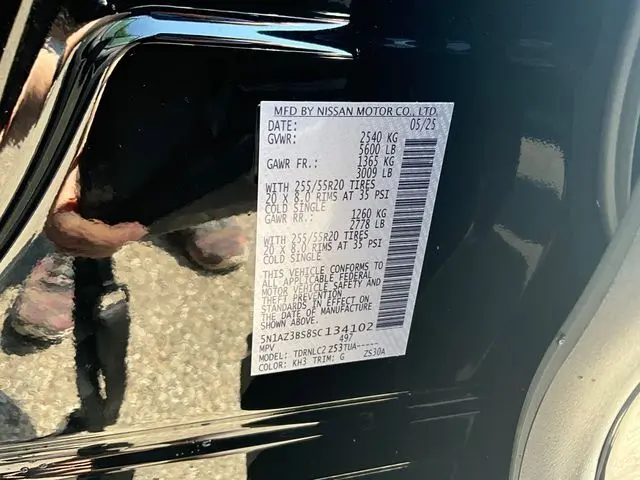 MFD BY NISSAN MOTOR CO., LTD.
DATE: 05/25
GVWR: 2540 KG
5600 LB
GAWR FR.: 1365 KG
3009 LB
WITH 255/55R20 TIRES
20 X 8.0 RIMS AT 35 PSI
COLD SINGLE
GAWR RR.: 1260 KG
2778 LB
WITH 255/55R20 TIRES
20 X 8.0 RIMS AT 35 PSI
COLD SINGLE
THIS VEHICLE CONFORMS TO
ALL APPLICABLE FEDERAL
MOTOR VEHICLE SAFETY AND
THEFT PREVENTION
STANDARDS IN EFFECT ON
THE DATE OF MANUFACTURE
SHOWN ABOVE.
5N1AZ3BS8SC134102
MPV 497
MODEL: TDRNLC2 Z53TUA-----
COLOR: KH3 TRIM: G ZS30A